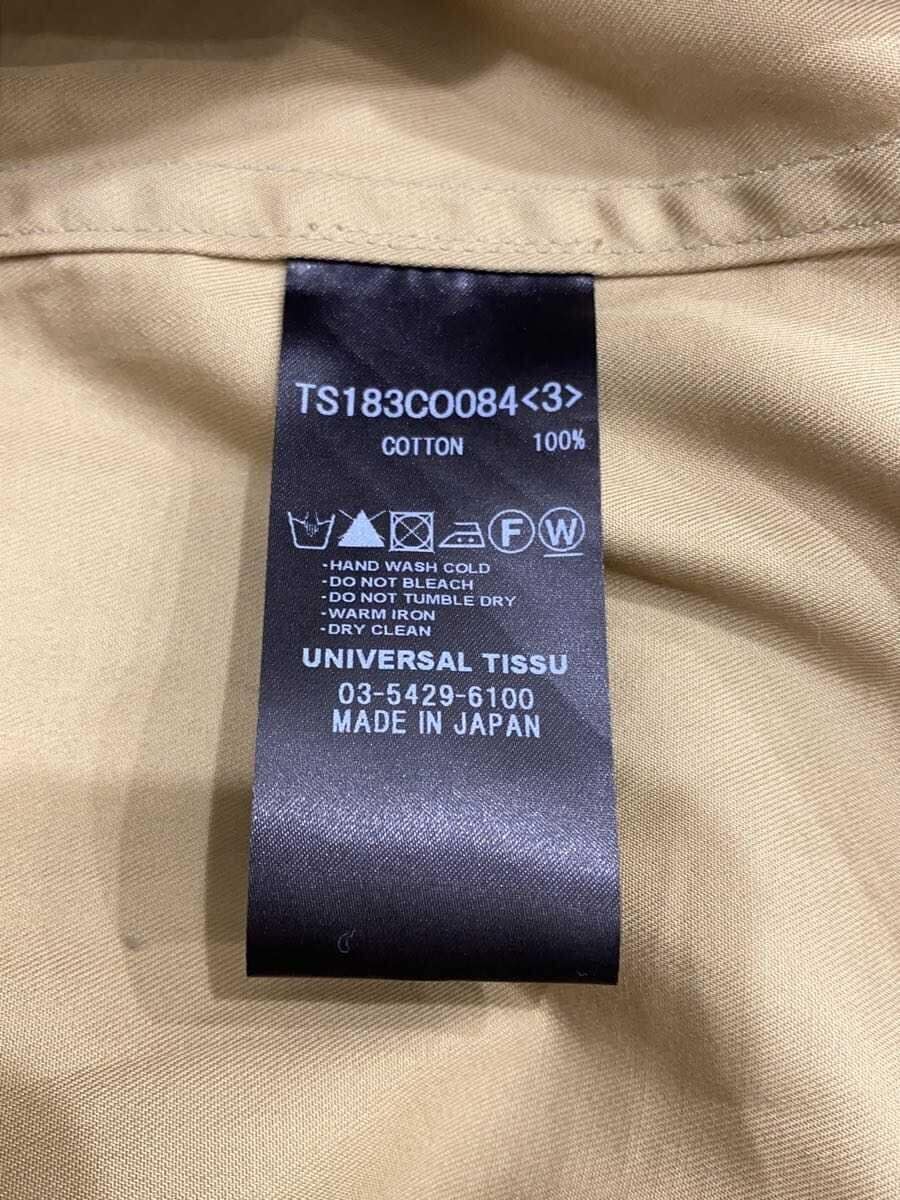 TS183CO084<3>
COTTON 100%
F W
-HAND WASH COLD
-DO NOT BLEACH
-DO NOT TUMBLE DRY
-WARM IRON
-DRY CLEAN
UNIVERSAL TISSU
03-5429-6100
MADE IN JAPAN